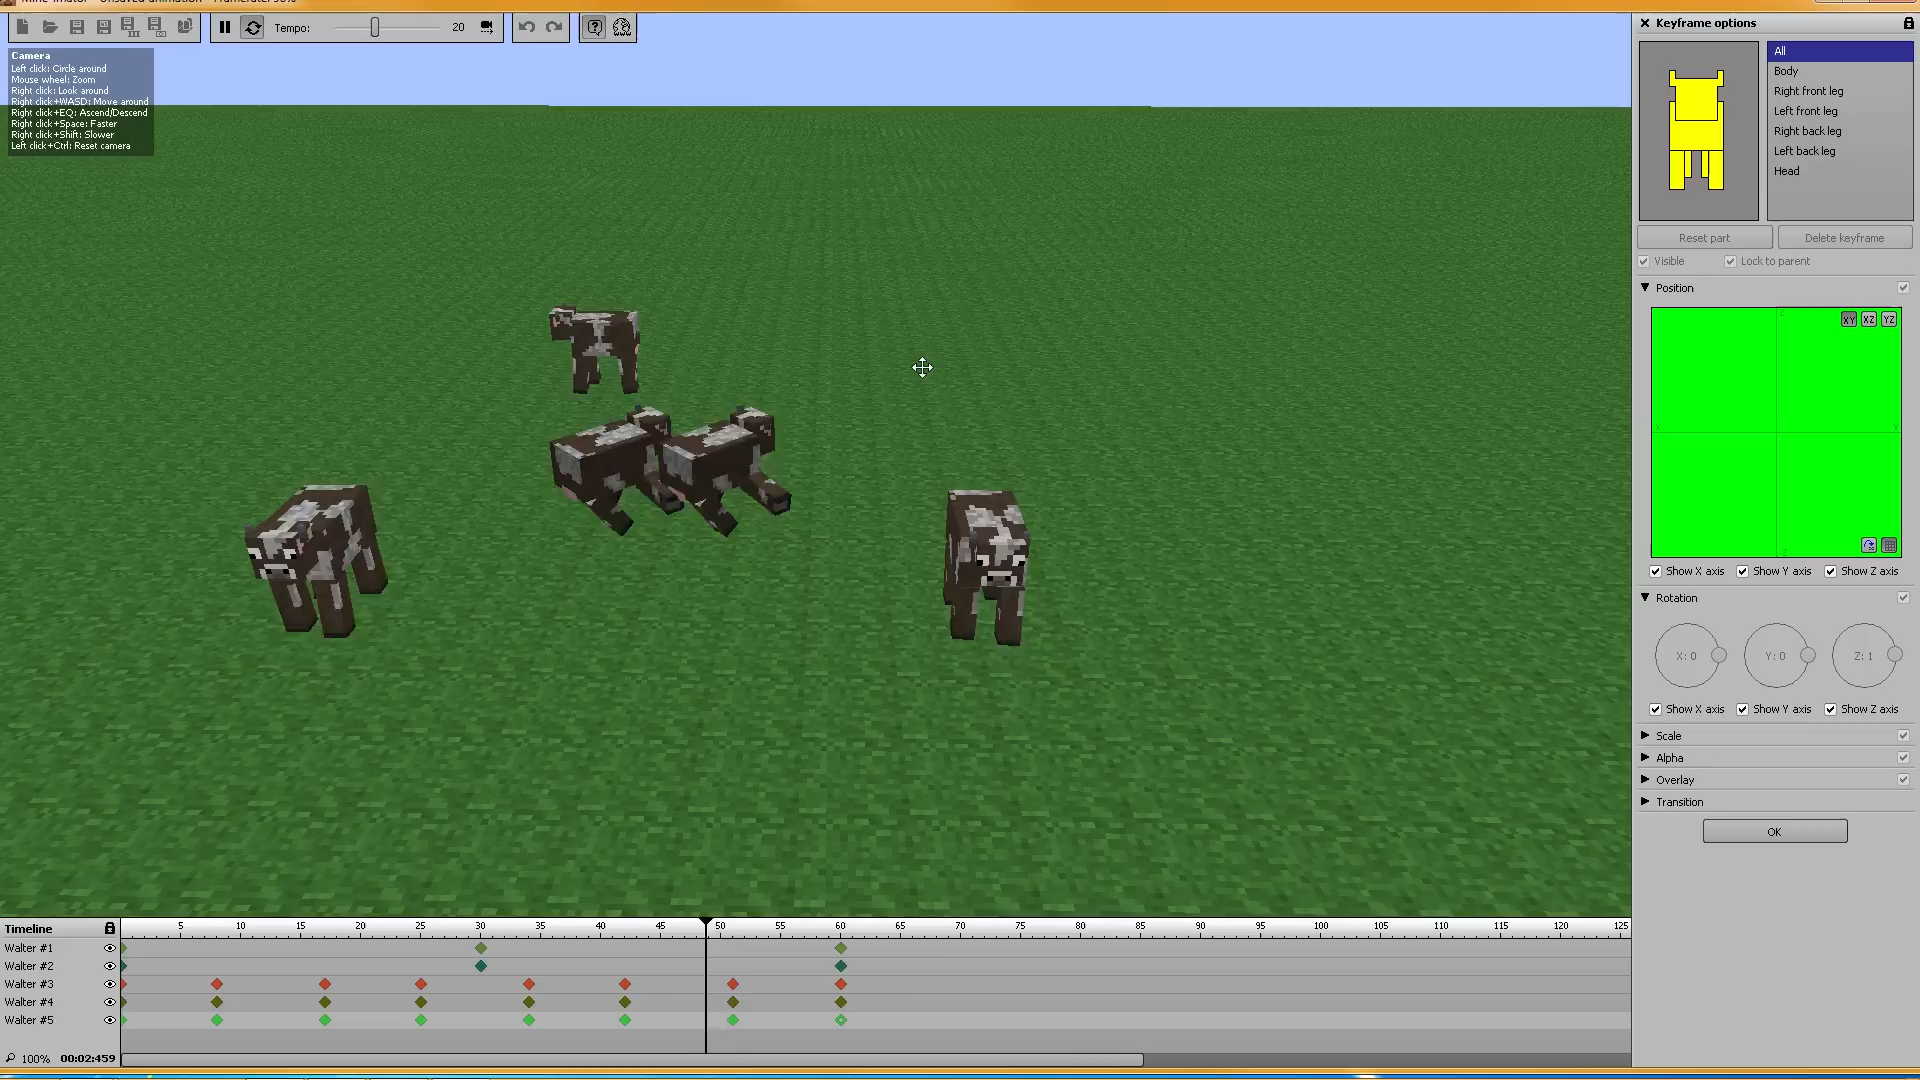 Mine-imator - Unsaved animation - Framerate: 98%
Tempo: 20
Camera
Left click: Circle around
Mouse wheel: Zoom
Right click: Look around
Right click+WASD: Move around
Right click+EQ: Ascend/Descend
Right click+Space: Faster
Right click+Shift: Slower
Left click+Ctrl: Reset camera
Keyframe options
All
Body
Right front leg
Left front leg
Right back leg
Left back leg
Head
Reset part Delete keyframe
Visible Lock to parent
Position
XY XZ YZ
Show X axis Show Y axis Show Z axis
Rotation
X: 0 Y: 0 Z: 1
Show X axis Show Y axis Show Z axis
Scale
Alpha
Overlay
Transition
OK
Timeline 5 10 15 20 25 30 35 40 45 50 55 60 65 70 75 80 85 90 95 100 105 110 115 120 125
Walter #1
Walter #2
Walter #3
Walter #4
Walter #5
100% 00:02:459